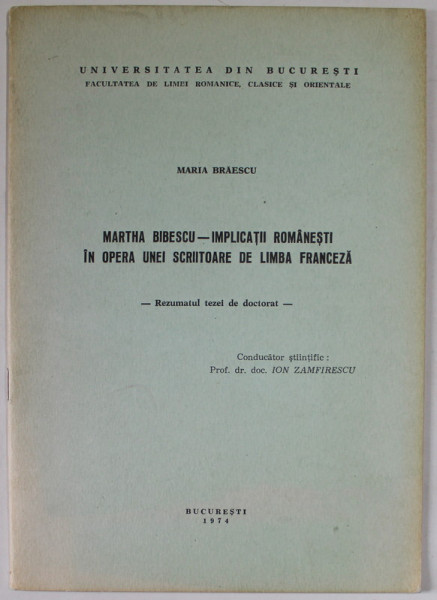 UNIVERSITATEA DIN BUCUREȘTI
FACULTATEA DE LIMBI ROMANICE, CLASICE ȘI ORIENTALE
MARIA BRĂESCU
MARTHA BIBESCU — IMPLICAȚII ROMÂNEȘTI
ÎN OPERA UNEI SCRIITOARE DE LIMBA FRANCEZĂ
— Rezumatul tezei de doctorat —
Conducător științific :
Prof. dr. doc. ION ZAMFIRESCU
BUCUREȘTI
1974